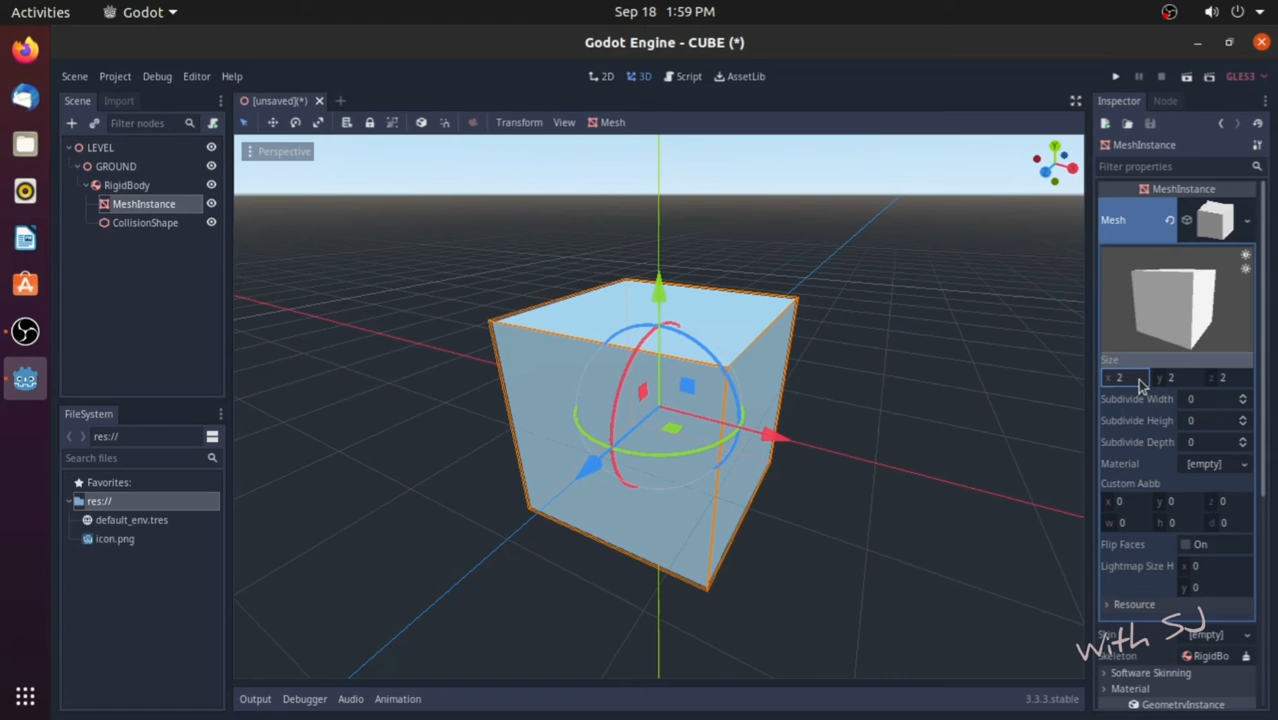 Activities Godot Sep 18 1:59 PM
Godot Engine - CUBE (*)
Scene Project Debug Editor Help 2D 3D Script AssetLib GLES3
Scene Import [unsaved](*) Inspector Node
Filter nodes Transform View Mesh
LEVEL
GROUND
RigidBody
MeshInstance
CollisionShape
Perspective
Y
Z
X
MeshInstance
Filter properties
MeshInstance
Mesh
Size
x 2 y 2 z 2
Subdivide Width 0
Subdivide Heigh 0
Subdivide Depth 0
Material [empty]
Custom Aabb
x 0 y 0 z 0
w 0 h 0 d 0
Flip Faces On
Lightmap Size H x 0
y 0
Resource
Skin [empty]
Skeleton RigidBo
Software Skinning
Material
GeometryInstance
With SJ
FileSystem
res://
Search files
Favorites:
res://
default_env.tres
icon.png
Output Debugger Audio Animation 3.3.3.stable